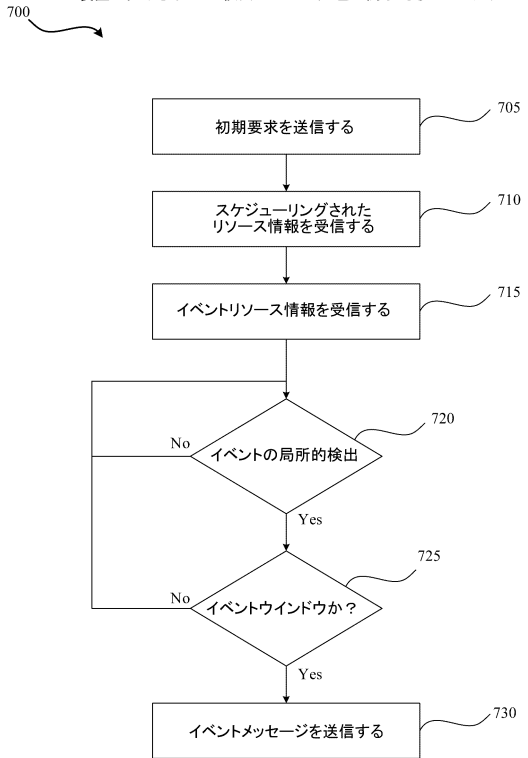 700
初期要求を送信する
705
スケジューリングされた
リソース情報を受信する
710
イベントリソース情報を受信する
715
イベントの局所的検出
720
No
Yes
イベントウインドウか？
725
No
Yes
イベントメッセージを送信する
730